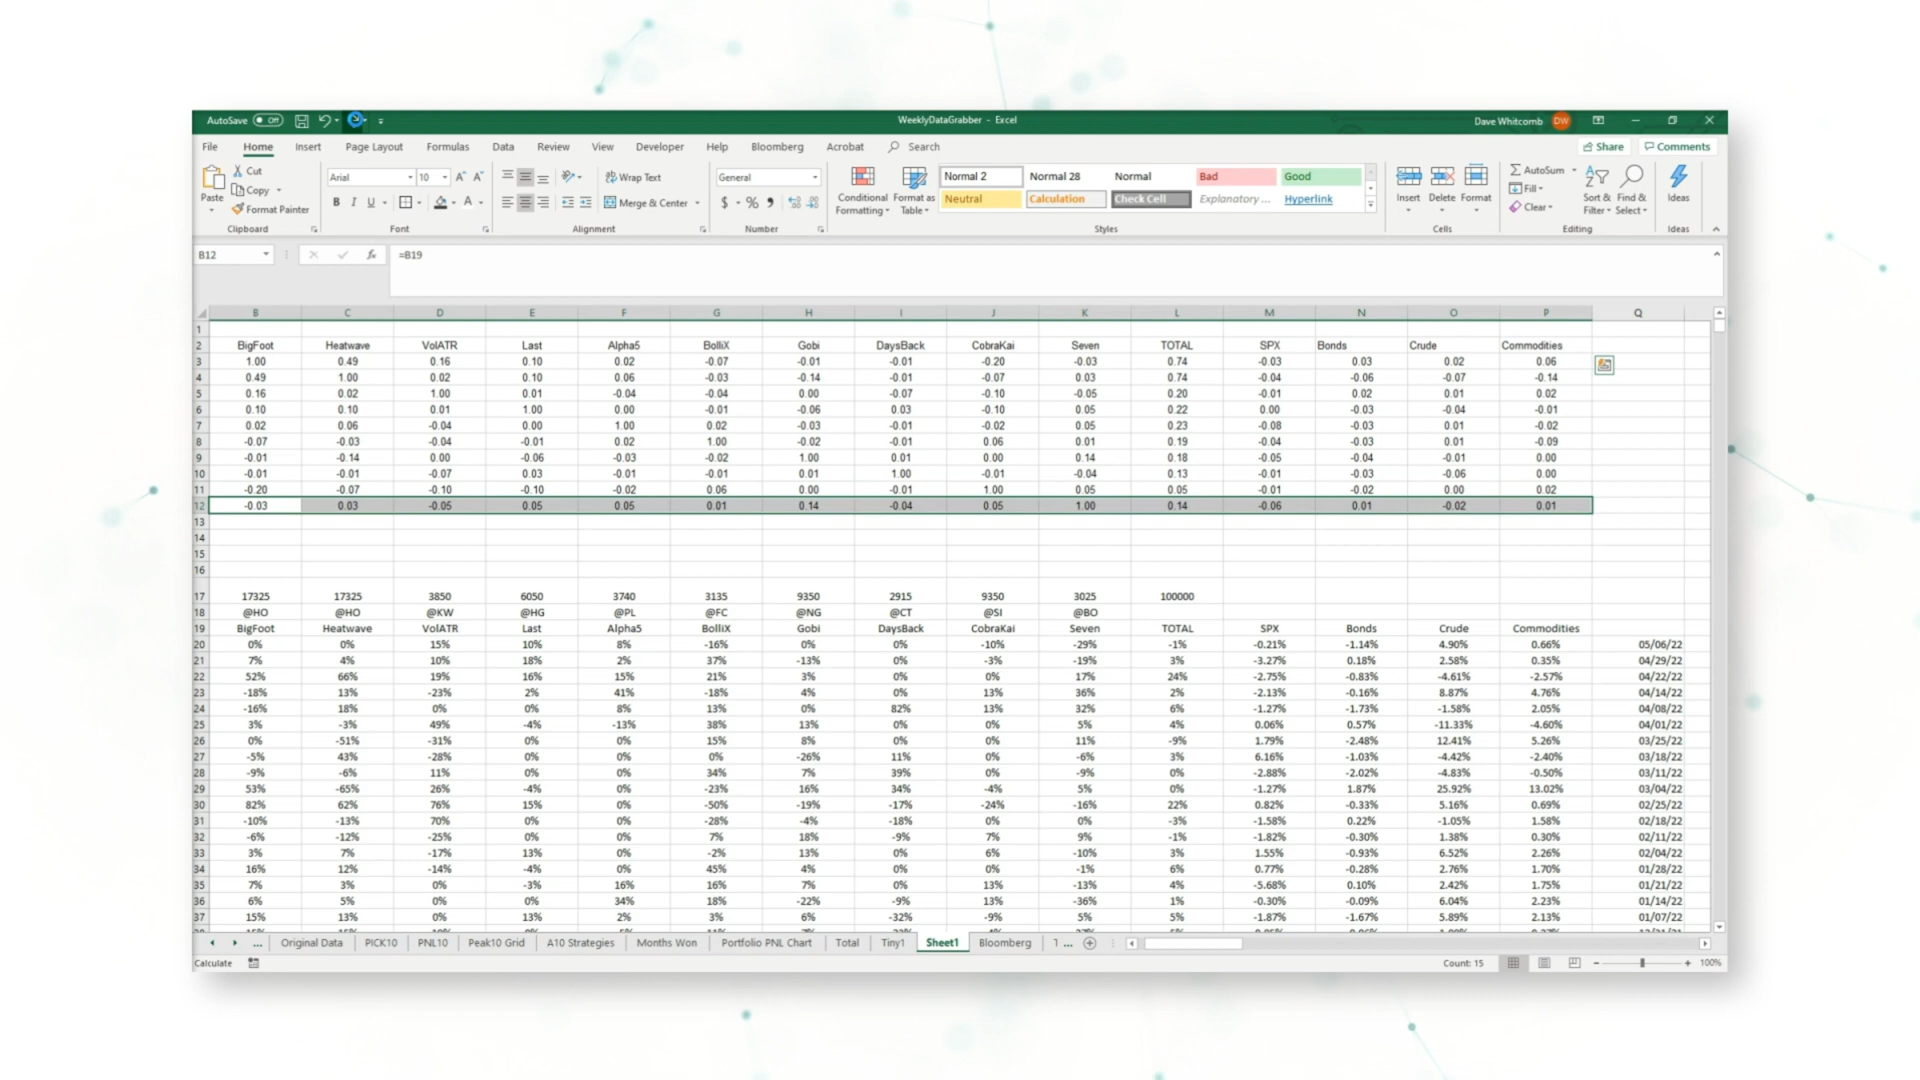 AutoSave Off WeeklyDataGrabber - Excel Dave Whitcomb DW
File Home Insert Page Layout Formulas Data Review View Developer Help Bloomberg Acrobat Search Share Comments
Paste Cut Copy Format Painter Clipboard
Arial 10 B I U Font
Wrap Text Merge & Center Alignment
General $ % Number
Conditional Formatting Format as Table
Normal 2 Normal 28 Normal Bad Good
Neutral Calculation Check Cell Explanatory ... Hyperlink
Styles
Insert Delete Format Cells
AutoSum Fill Clear Sort & Filter Find & Select Editing
Ideas Ideas
B12 fx =B19
B C D E F G H I J K L M N O P Q
1
2 BigFoot Heatwave VolATR Last Alpha5 BolliX Gobi DaysBack CobraKai Seven TOTAL SPX Bonds Crude Commodities
3 1.00 0.49 0.16 0.10 0.02 -0.07 -0.01 -0.01 -0.20 -0.03 0.74 -0.03 0.03 0.02 0.06
4 0.49 1.00 0.02 0.10 0.06 -0.03 -0.14 -0.01 -0.07 0.03 0.74 -0.04 -0.06 -0.07 -0.14
5 0.16 0.02 1.00 0.01 -0.04 -0.04 0.00 -0.07 -0.10 -0.05 0.20 -0.01 0.02 0.01 0.02
6 0.10 0.10 0.01 1.00 0.00 -0.01 -0.06 0.03 -0.10 0.05 0.22 0.00 -0.03 -0.04 -0.01
7 0.02 0.06 -0.04 0.00 1.00 0.02 -0.03 -0.01 -0.02 0.05 0.23 -0.08 -0.03 0.01 -0.02
8 -0.07 -0.03 -0.04 -0.01 0.02 1.00 -0.02 -0.01 0.06 0.01 0.19 -0.04 -0.03 0.01 -0.09
9 -0.01 -0.14 0.00 -0.06 -0.03 -0.02 1.00 0.01 0.00 0.14 0.18 -0.05 -0.04 -0.01 0.00
10 -0.01 -0.01 -0.07 0.03 -0.01 -0.01 0.01 1.00 -0.01 -0.04 0.13 -0.01 -0.03 -0.06 0.00
11 -0.20 -0.07 -0.10 -0.10 -0.02 0.06 0.00 -0.01 1.00 0.05 0.05 -0.01 -0.02 0.00 0.02
12 -0.03 0.03 -0.05 0.05 0.05 0.01 0.14 -0.04 0.05 1.00 0.14 -0.06 0.01 -0.02 0.01
13
14
15
16
17 17325 17325 3850 6050 3740 3135 9350 2915 9350 3025 100000
18 @HO @HO @KW @HG @PL @FC @NG @CT @SI @BO
19 BigFoot Heatwave VolATR Last Alpha5 BolliX Gobi DaysBack CobraKai Seven TOTAL SPX Bonds Crude Commodities
20 0% 0% 15% 10% 8% -16% 0% 0% -10% -29% -1% -0.21% -1.14% 4.90% 0.66% 05/06/22
21 7% 4% 10% 18% 2% 37% -13% 0% -3% -19% 3% -3.27% 0.18% 2.58% 0.35% 04/29/22
22 52% 66% 19% 16% 15% 21% 3% 0% 0% 17% 24% -2.75% -0.83% -4.61% -2.57% 04/22/22
23 -18% 13% -23% 2% 41% -18% 4% 0% 13% 36% 2% -2.13% -0.16% 8.87% 4.76% 04/14/22
24 -16% 18% 0% 0% 8% 13% 0% 82% 13% 32% 6% -1.27% -1.73% -1.58% 2.05% 04/08/22
25 3% -3% 49% -4% -13% 38% 13% 0% 0% 5% 4% 0.06% 0.57% -11.33% -4.60% 04/01/22
26 0% -51% -31% 0% 0% 15% 8% 0% 0% 11% -9% 1.79% -2.48% 12.41% 5.26% 03/25/22
27 -5% 43% -28% 0% 0% 0% -26% 11% 0% -6% 3% 6.16% -1.03% -4.42% -2.40% 03/18/22
28 -9% -6% 11% 0% 0% 34% 7% 39% 0% -9% 0% -2.88% -2.02% -4.83% -0.50% 03/11/22
29 53% -65% 26% -4% 0% -23% 16% 34% -4% 5% 0% -1.27% 1.87% 25.92% 13.02% 03/04/22
30 82% 62% 76% 15% 0% -50% -19% -17% -24% -16% 22% 0.82% -0.33% 5.16% 0.69% 02/25/22
31 -10% -13% 70% 0% 0% -28% -4% -18% 0% 0% -3% -1.58% 0.22% -1.05% 1.58% 02/18/22
32 -6% -12% -25% 0% 0% 7% 18% -9% 7% 9% -1% -1.82% -0.30% 1.38% 0.30% 02/11/22
33 3% 7% -17% 13% 0% -2% 13% 0% 6% -10% 3% 1.55% -0.93% 6.52% 2.26% 02/04/22
34 16% 12% -14% -4% 0% 45% 4% 0% 0% -1% 6% 0.77% -0.28% 2.76% 1.70% 01/28/22
35 7% 3% 0% -3% 16% 16% 7% 0% 13% -13% 4% -5.68% 0.10% 2.42% 1.75% 01/21/22
36 6% 5% 0% 0% 34% 18% -22% -9% 13% -36% 1% -0.30% -0.09% 6.04% 2.23% 01/14/22
37 15% 13% 0% 13% 2% 3% 6% -32% -9% 5% 5% -1.87% -1.67% 5.89% 2.13% 01/07/22
... Original Data PICK10 PNL10 Peak10 Grid A10 Strategies Months Won Portfolio PNL Chart Total Tiny1 Sheet1 Bloomberg T ...
Calculate Count: 15 100%